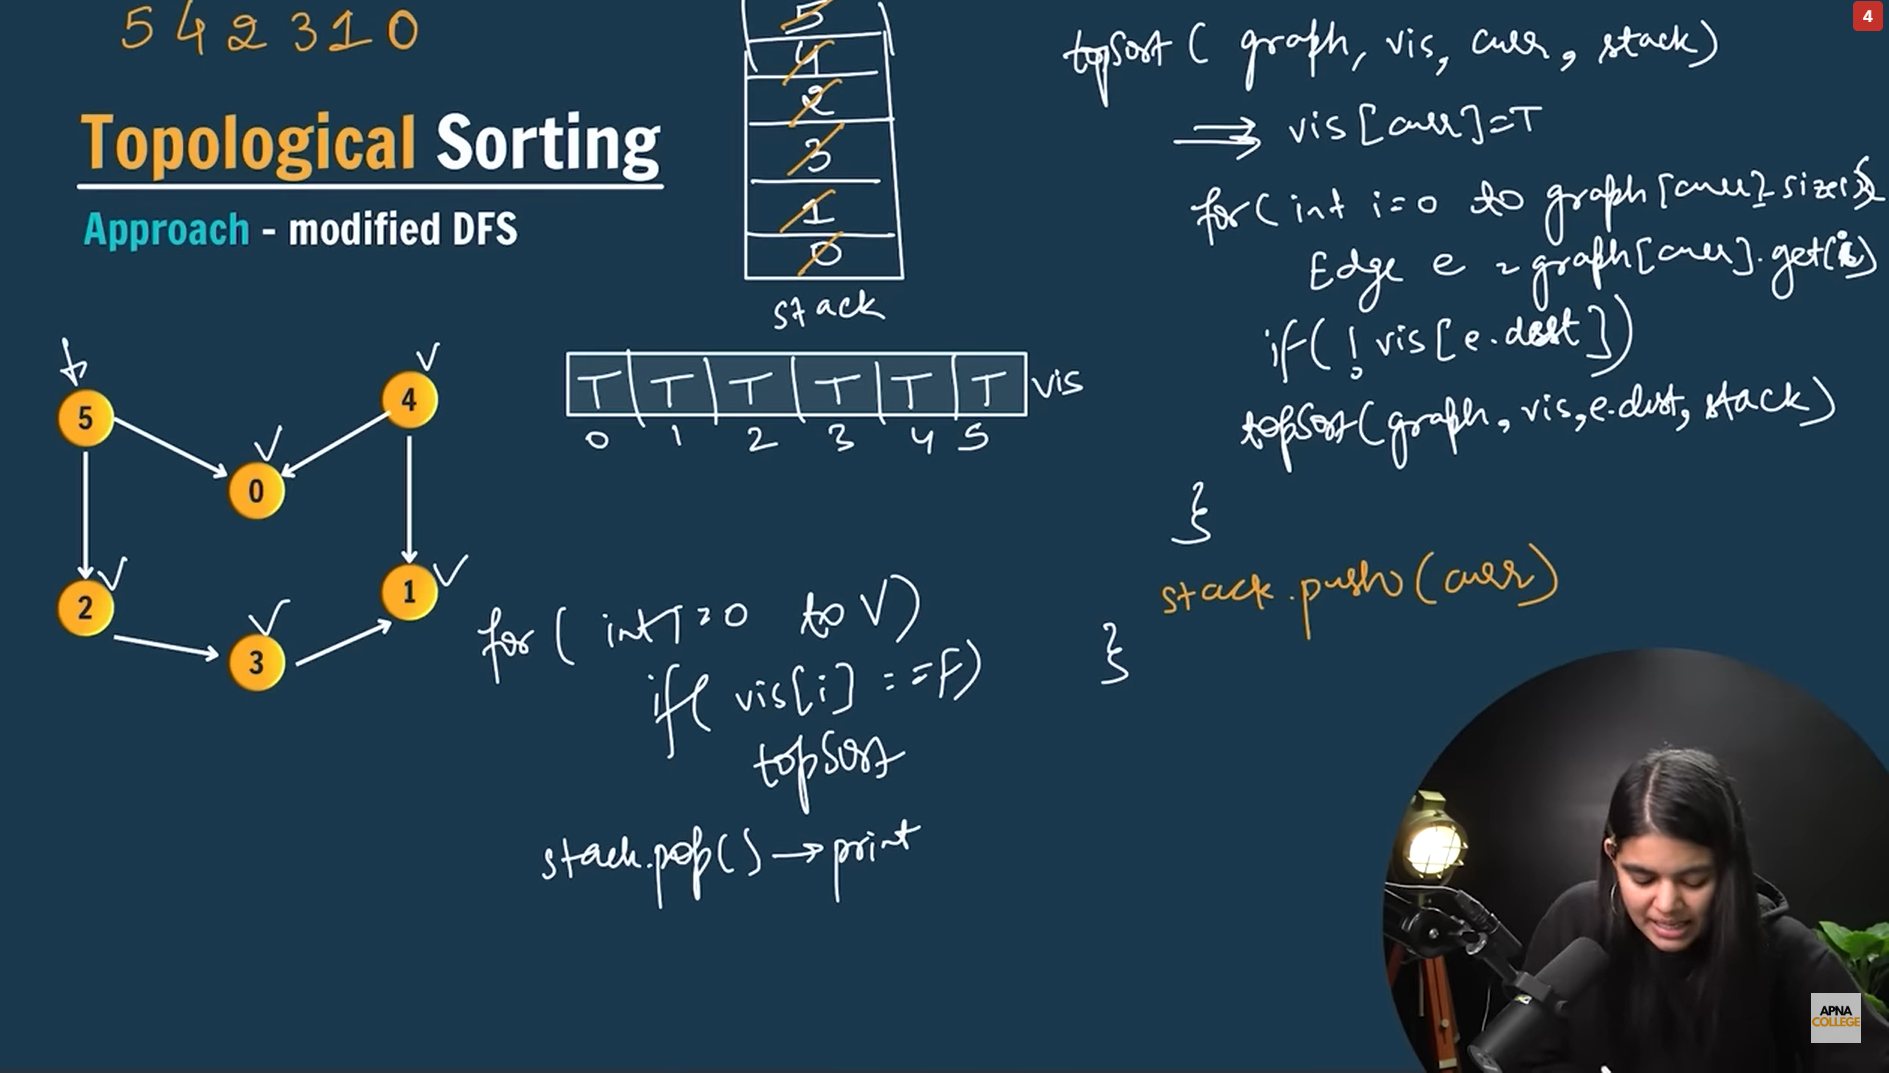 5 4 2 3 1 0
4
Topological Sorting
Approach - modified DFS
5
4
2
3
1
0
stack
T T T T T T vis
0 1 2 3 4 5
5
4
0
2
1
3
for ( int i = 0 to V)
if( vis[i] == F)
topSort
stack.pop() → print
topSort ( graph, vis, curr, stack)
vis [curr] = T
for ( int i = 0 to graph[curr].size()) {
Edge e = graph[curr].get(i)
if( ! vis [e.dest])
topSort(graph, vis, e.dest, stack)
}
stack.push(curr)
}
APNA
COLLEGE